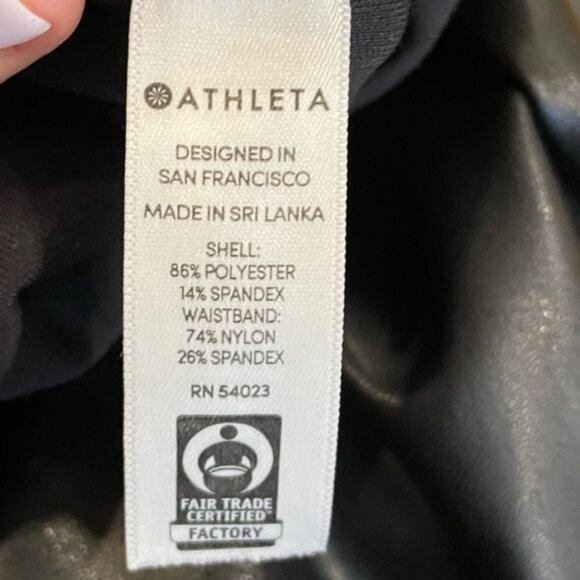 ATHLETA
DESIGNED IN
SAN FRANCISCO
MADE IN SRI LANKA
SHELL:
86% POLYESTER
14% SPANDEX
WAISTBAND:
74% NYLON
26% SPANDEX
RN 54023
FAIR TRADE
CERTIFIED™
FACTORY